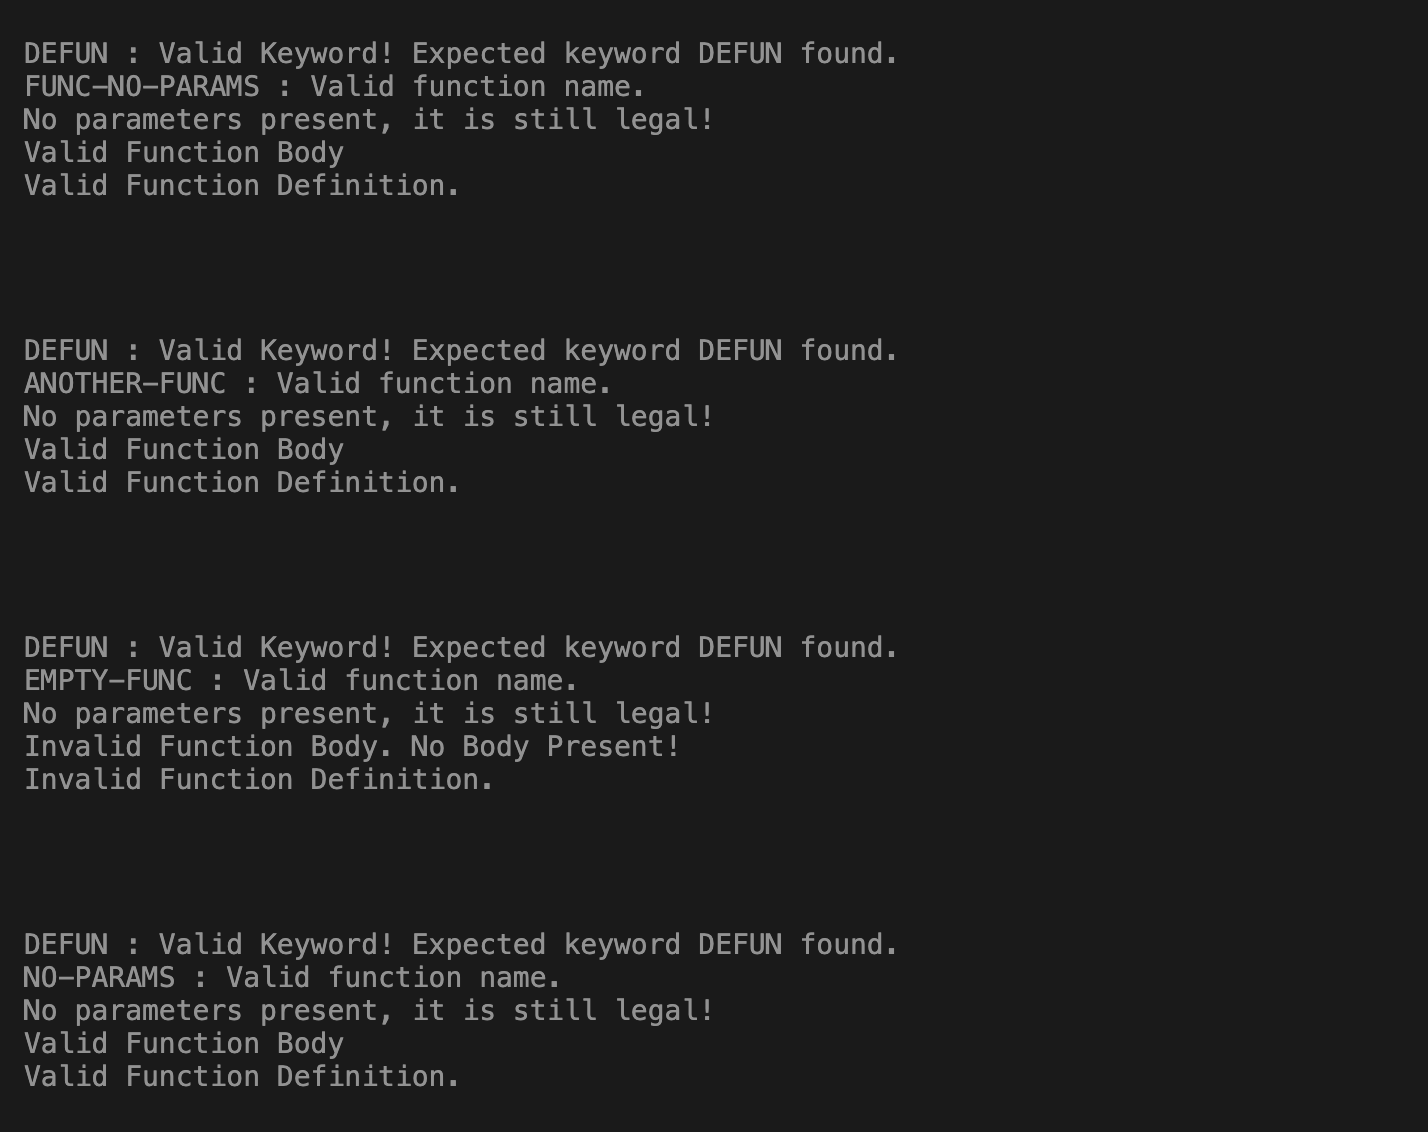 DEFUN : Valid Keyword! Expected keyword DEFUN found.
FUNC-NO-PARAMS : Valid function name.
No parameters present, it is still legal!
Valid Function Body
Valid Function Definition.
DEFUN : Valid Keyword! Expected keyword DEFUN found.
ANOTHER-FUNC : Valid function name.
No parameters present, it is still legal!
Valid Function Body
Valid Function Definition.
DEFUN : Valid Keyword! Expected keyword DEFUN found.
EMPTY-FUNC : Valid function name.
No parameters present, it is still legal!
Invalid Function Body. No Body Present!
Invalid Function Definition.
DEFUN : Valid Keyword! Expected keyword DEFUN found.
NO-PARAMS : Valid function name.
No parameters present, it is still legal!
Valid Function Body
Valid Function Definition.